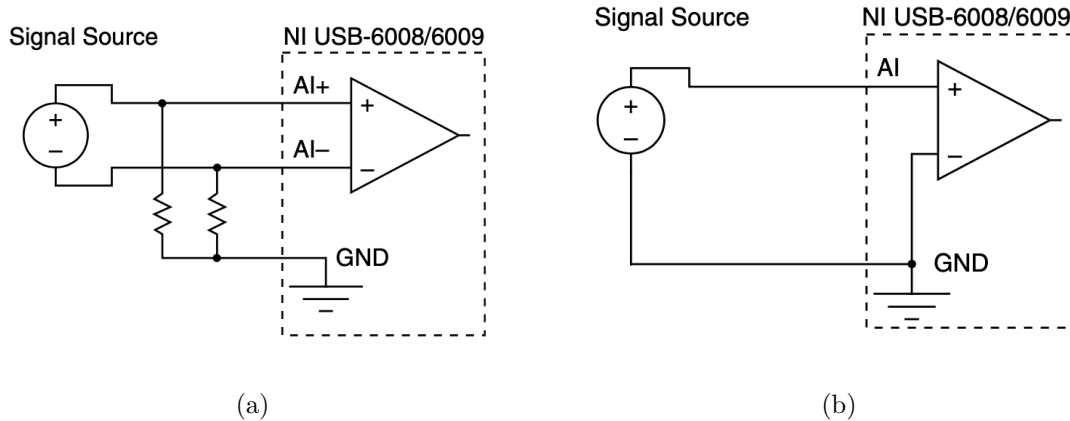 Signal Source
NI USB-6008/6009
AI+
+
+
−
AI−
−
GND
(a)
Signal Source
NI USB-6008/6009
AI
+
+
−
−
GND
(b)